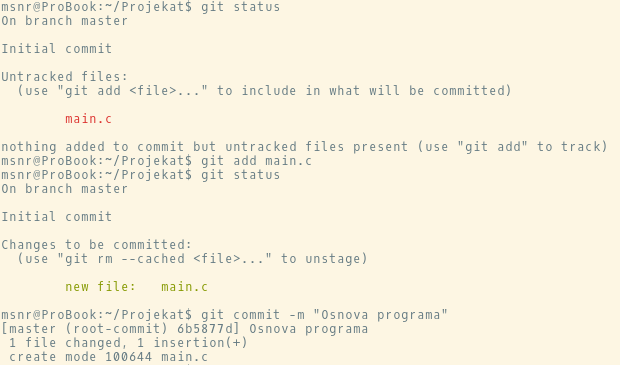 msnr@ProBook:~/Projekat$ git status
On branch master
Initial commit
Untracked files:
  (use "git add <file>..." to include in what will be committed)
        main.c
nothing added to commit but untracked files present (use "git add" to track)
msnr@ProBook:~/Projekat$ git add main.c
msnr@ProBook:~/Projekat$ git status
On branch master
Initial commit
Changes to be committed:
  (use "git rm --cached <file>..." to unstage)
        new file:   main.c
msnr@ProBook:~/Projekat$ git commit -m "Osnova programa"
[master (root-commit) 6b5877d] Osnova programa
 1 file changed, 1 insertion(+)
 create mode 100644 main.c